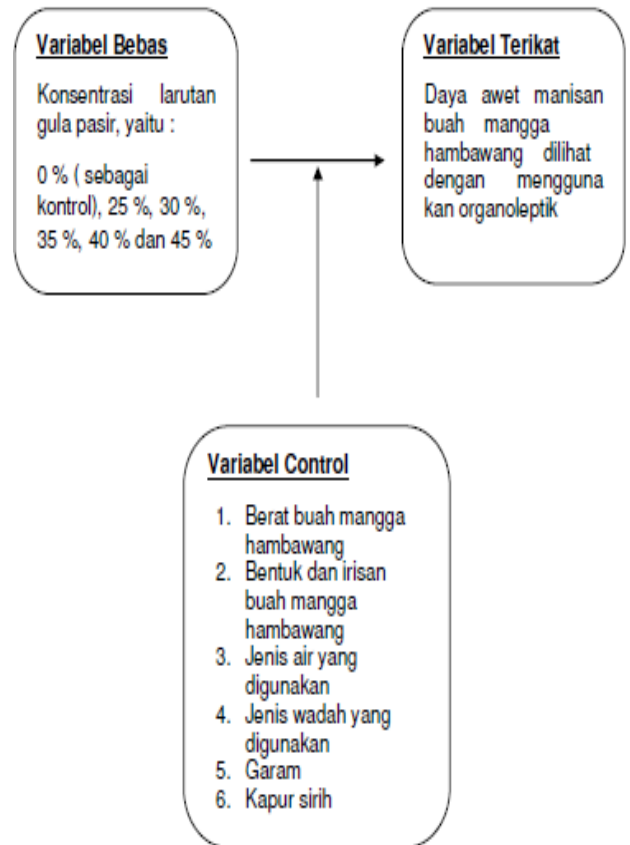 Variabel Bebas
Konsentrasi larutan
gula pasir, yaitu :
0 % ( sebagai
kontrol), 25 %, 30 %,
35 %, 40 % dan 45 %
Variabel Terikat
Daya awet manisan
buah mangga
hambawang dilihat
dengan mengguna
kan organoleptik
Variabel Control
1. Berat buah mangga
hambawang
2. Bentuk dan irisan
buah mangga
hambawang
3. Jenis air yang
digunakan
4. Jenis wadah yang
digunakan
5. Garam
6. Kapur sirih